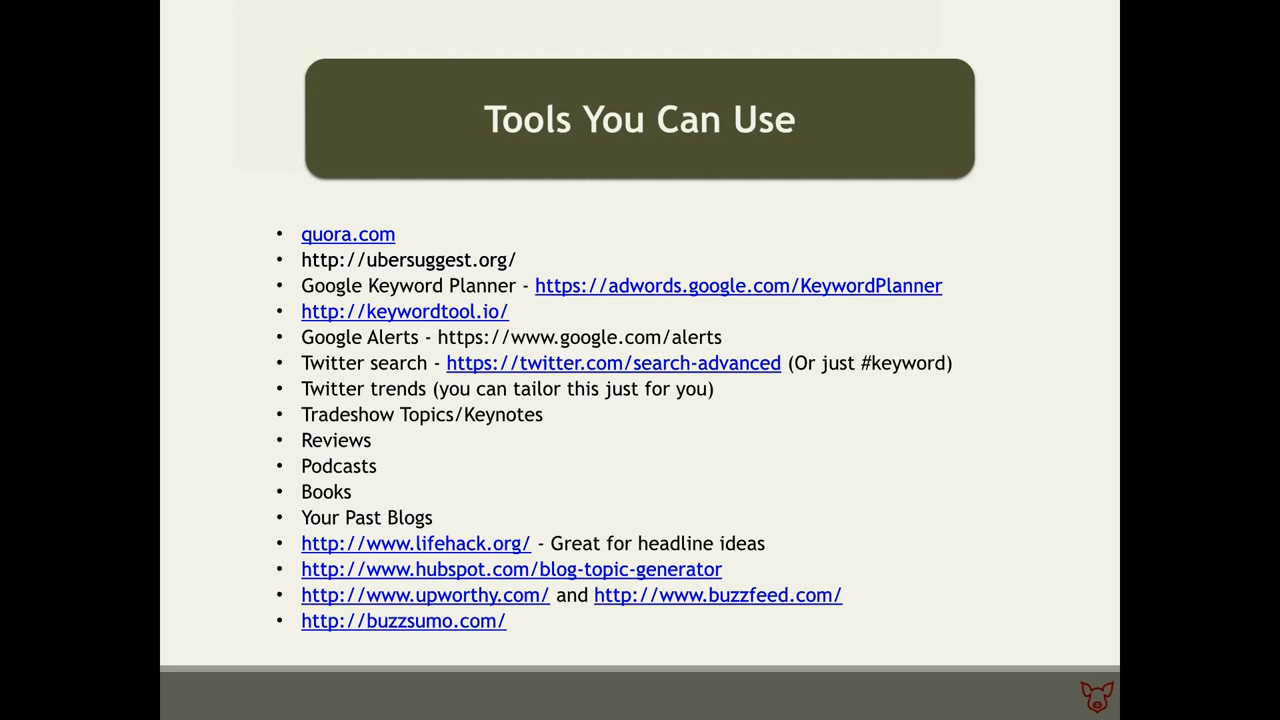 Tools You Can Use
• quora.com
• http://ubersuggest.org/
• Google Keyword Planner - https://adwords.google.com/KeywordPlanner
• http://keywordtool.io/
• Google Alerts - https://www.google.com/alerts
• Twitter search - https://twitter.com/search-advanced (Or just #keyword)
• Twitter trends (you can tailor this just for you)
• Tradeshow Topics/Keynotes
• Reviews
• Podcasts
• Books
• Your Past Blogs
• http://www.lifehack.org/ - Great for headline ideas
• http://www.hubspot.com/blog-topic-generator
• http://www.upworthy.com/ and http://www.buzzfeed.com/
• http://buzzsumo.com/